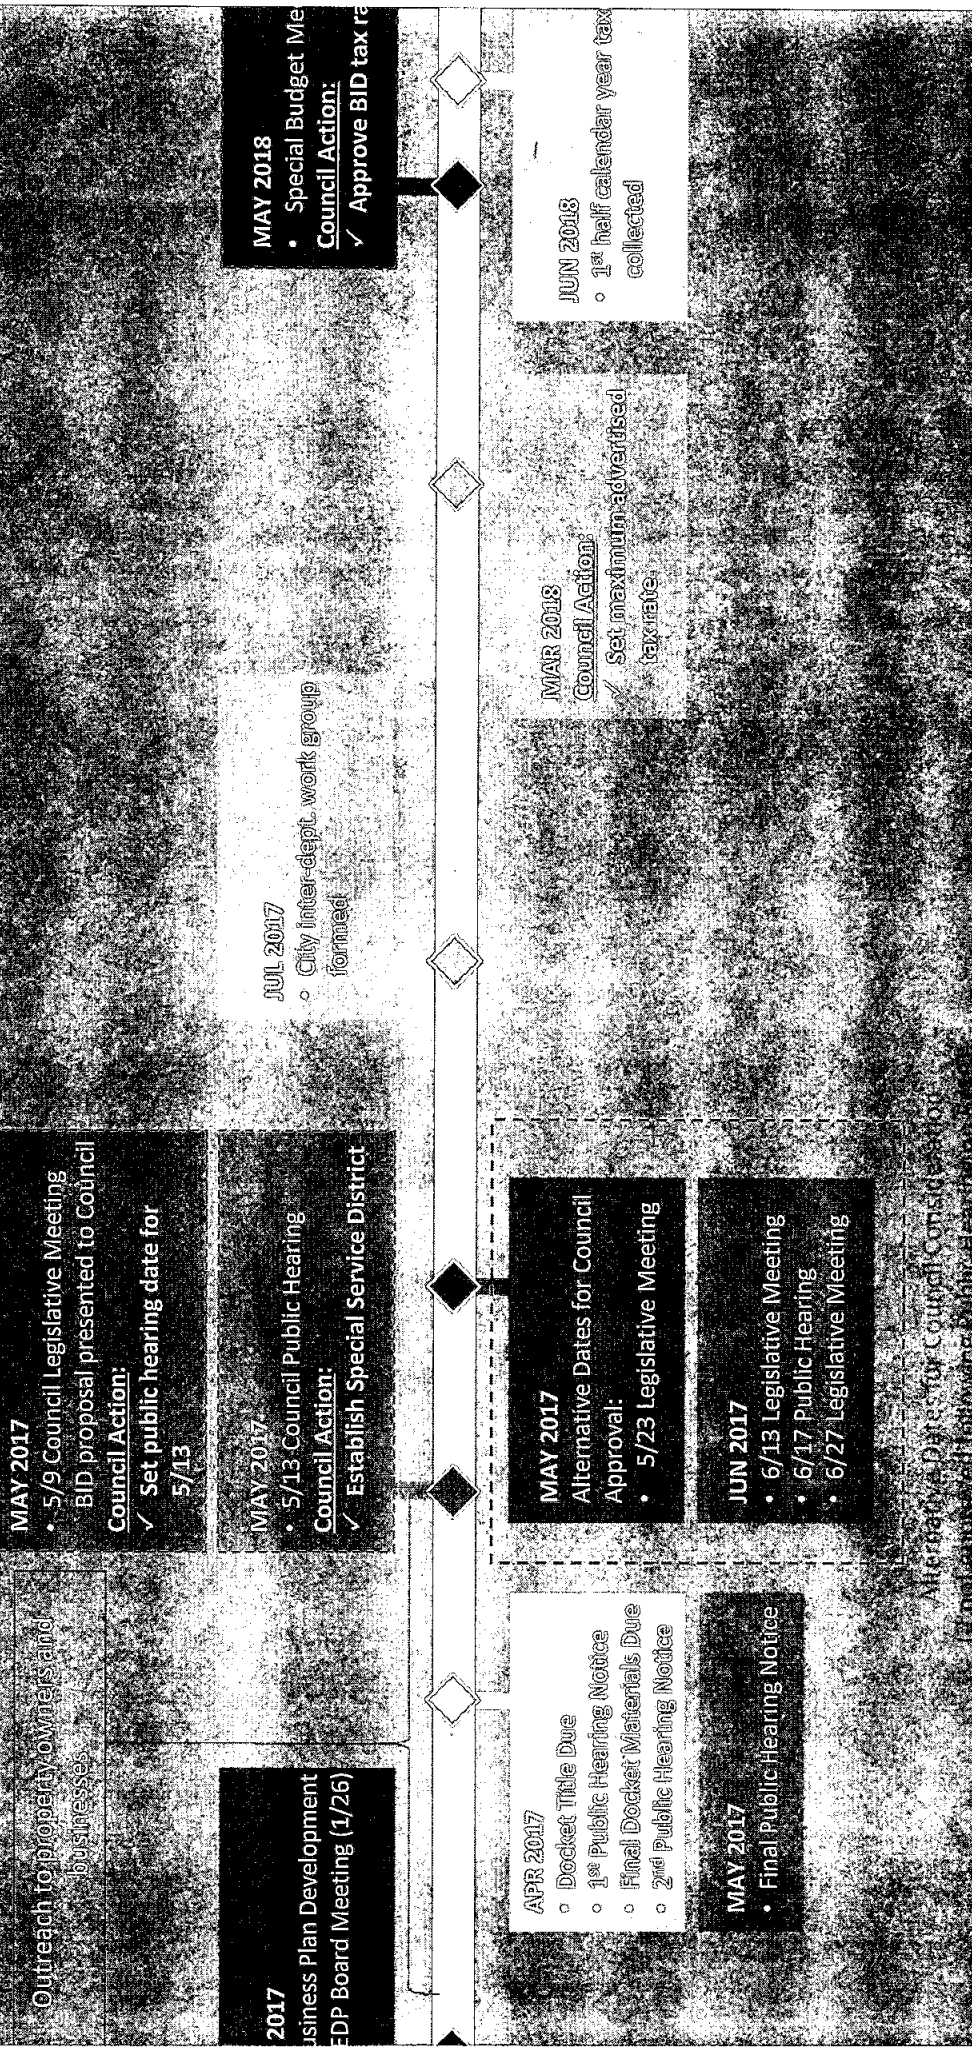 Outreach to property owners and
businesses
2017
usiness Plan Development
EDP Board Meeting (1/26)
MAY 2017
• 5/9 Council Legislative Meeting
BID proposal presented to Council
Council Action:
✓ Set public hearing date for
5/13
MAY 2017
• 5/13 Council Public Hearing
Council Action:
✓ Establish Special Service District
JUL 2017
○ City inter-dept. work group
formed
MAY 2018
• Special Budget Me
Council Action:
✓ Approve BID tax ra
APR 2017
○ Docket Title Due
○ 1st Public Hearing Notice
○ Final Docket Materials Due
○ 2nd Public Hearing Notice
MAY 2017
• Final Public Hearing Notice
MAY 2017
Alternative Dates for Council
Approval:
• 5/23 Legislative Meeting
JUN 2017
• 6/13 Legislative Meeting
• 6/17 Public Hearing
• 6/27 Legislative Meeting
Alternative Dates for Council Consideration
MAR 2018
Council Action:
✓ Set maximum advertised
tax rate
JUN 2018
○ 1st half calendar year tax
collected